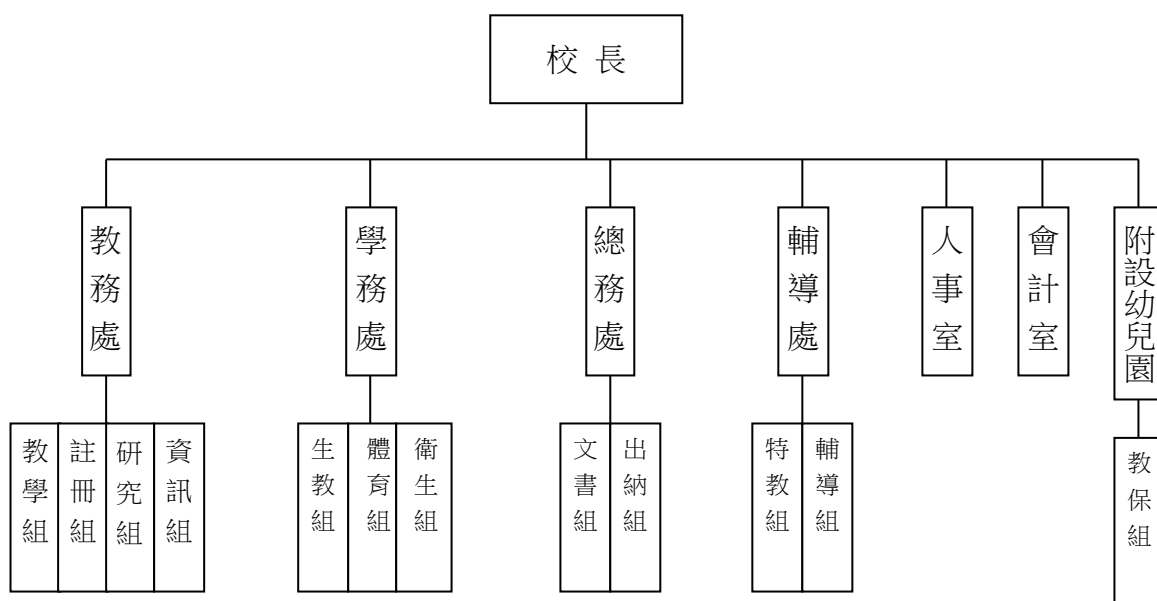 校 長
教務處
學務處
總務處
輔導處
人事室
會計室
附設幼兒園
教學組
註冊組
研究組
資訊組
生教組
體育組
衛生組
文書組
出納組
特教組
輔導組
教保組